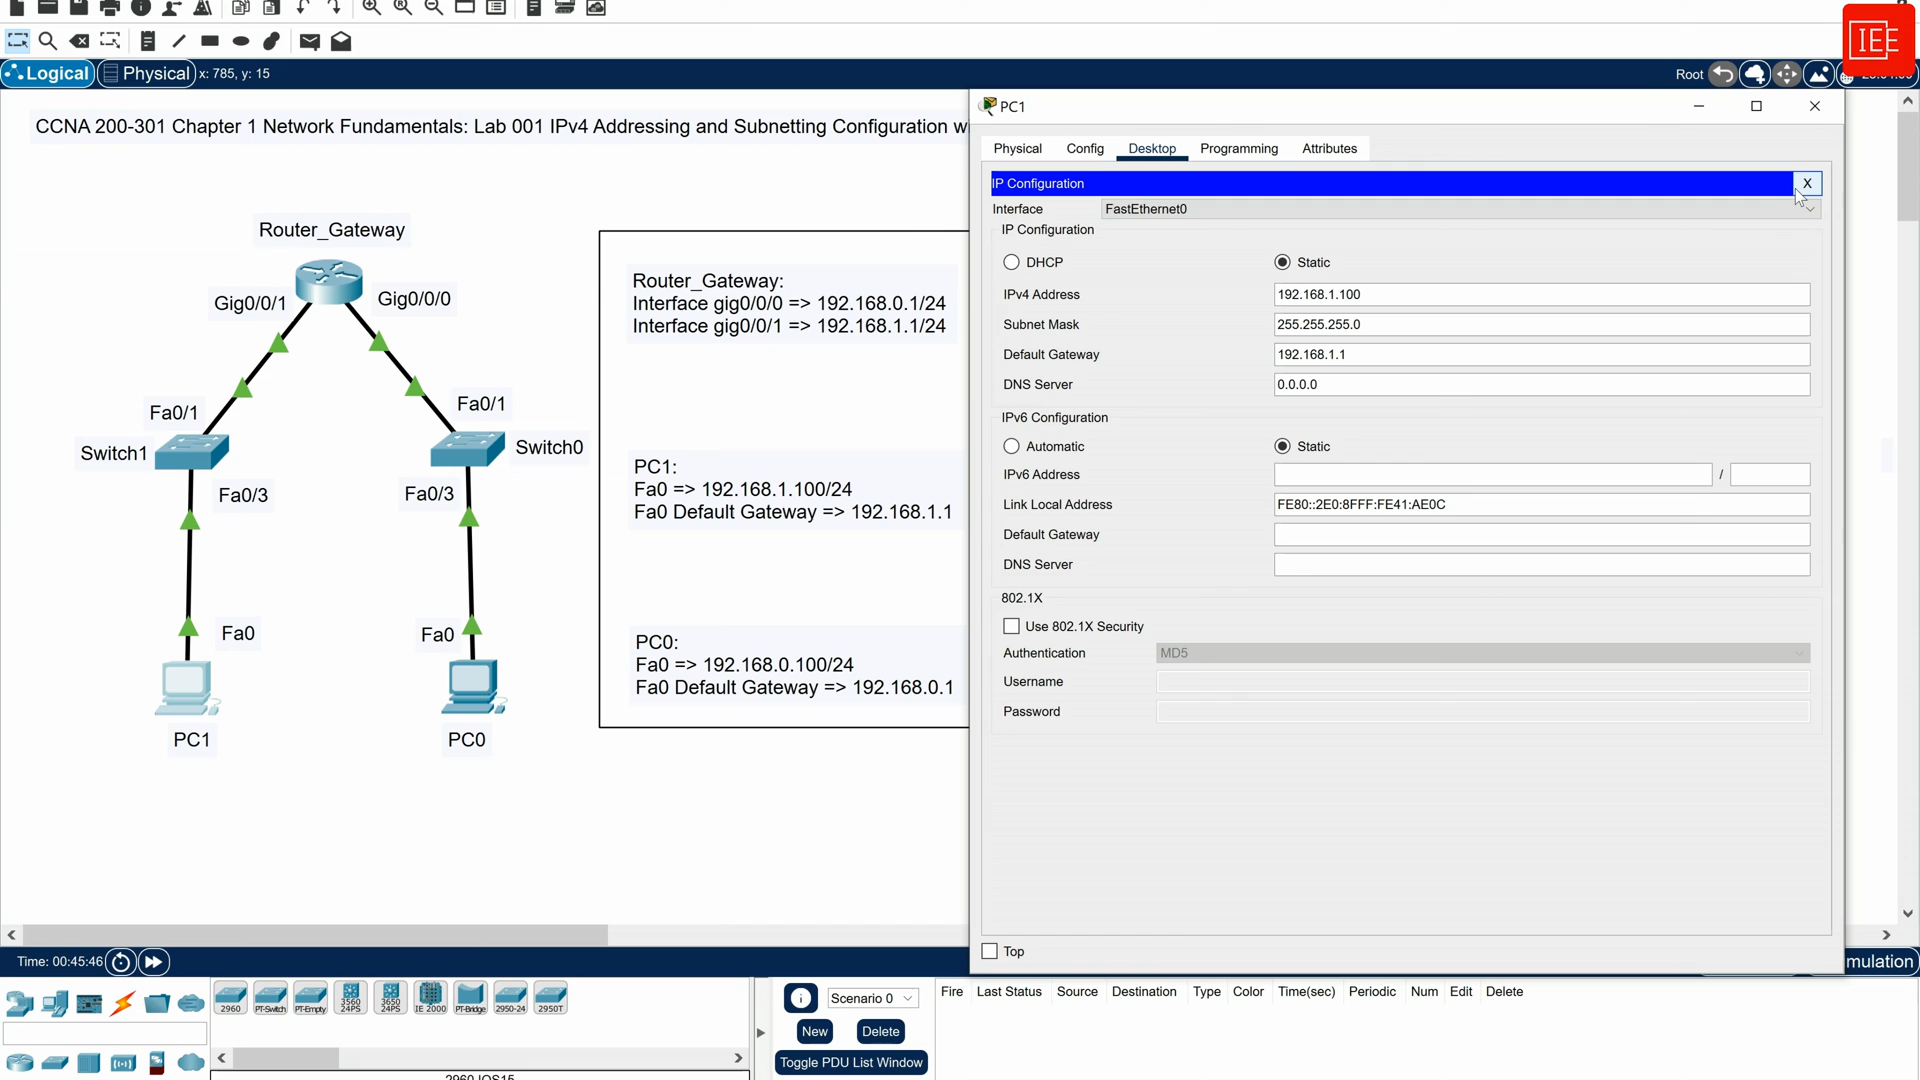 IEE
Logical
Physical
x: 785, y: 15
Root
CCNA 200-301 Chapter 1 Network Fundamentals: Lab 001 IPv4 Addressing and Subnetting Configuration
Router_Gateway
Gig0/0/1
Gig0/0/0
Fa0/1
Fa0/1
Switch1
Switch0
Fa0/3
Fa0/3
Fa0
Fa0
PC1
PC0
Router_Gateway:
Interface gig0/0/0 => 192.168.0.1/24
Interface gig0/0/1 => 192.168.1.1/24
PC1:
Fa0 => 192.168.1.100/24
Fa0 Default Gateway => 192.168.1.1
PC0:
Fa0 => 192.168.0.100/24
Fa0 Default Gateway => 192.168.0.1
PC1
Physical Config Desktop Programming Attributes
IP Configuration
X
Interface FastEthernet0
IP Configuration
DHCP Static
IPv4 Address 192.168.1.100
Subnet Mask 255.255.255.0
Default Gateway 192.168.1.1
DNS Server 0.0.0.0
IPv6 Configuration
Automatic Static
IPv6 Address /
Link Local Address FE80::2E0:8FFF:FE41:AE0C
Default Gateway
DNS Server
802.1X
Use 802.1X Security
Authentication MD5
Username
Password
Top
Time: 00:45:46
mulation
2960 PT-Switch PT-Empty 3560 24PS 3650 24PS IE 2000 PT-Bridge 2950-24 2950T
2960 IOS15
Scenario 0
New Delete
Toggle PDU List Window
Fire Last Status Source Destination Type Color Time(sec) Periodic Num Edit Delete